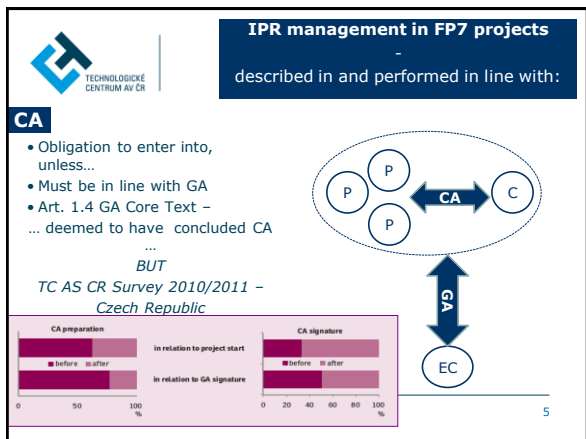 IPR management in FP7 projects
-
described in and performed in line with:
TECHNOLOGICKÉ
CENTRUM AV ČR
CA
• Obligation to enter into,
unless…
• Must be in line with GA
• Art. 1.4 GA Core Text –
… deemed to have concluded CA
…
BUT
TC AS CR Survey 2010/2011 –
Czech Republic
P
P
P
CA
C
GA
EC
CA preparation
in relation to project start
before after
in relation to GA signature
0 50 100
%
CA signature
before after
0 20 40 60 80 100
%
5